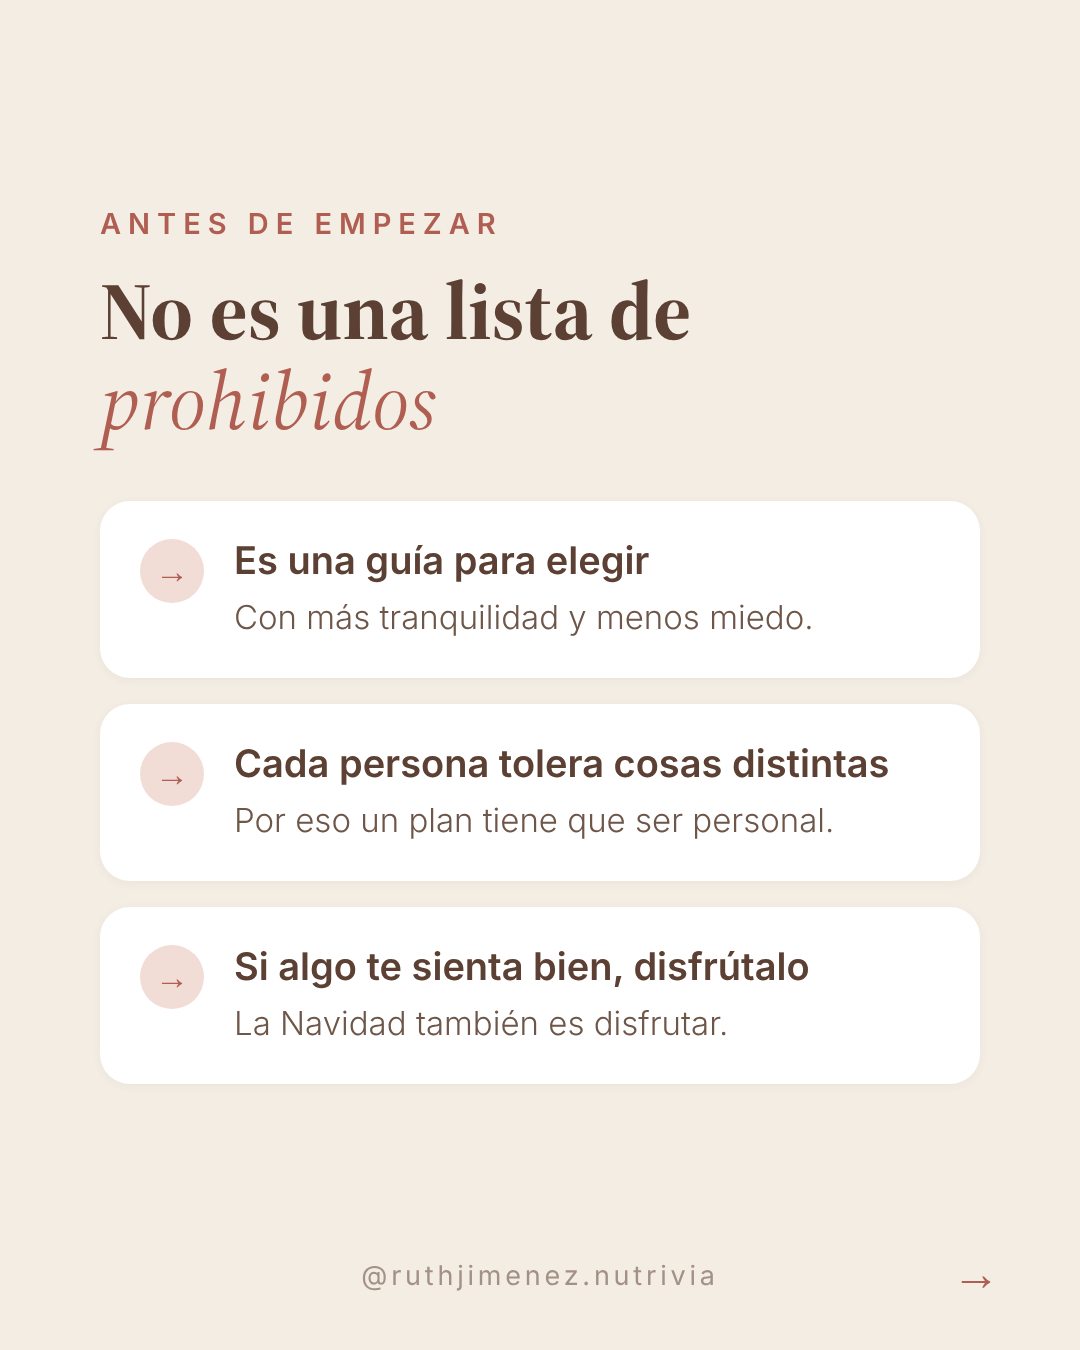 ANTES DE EMPEZAR
No es una lista de
prohibidos
→
Es una guía para elegir
Con más tranquilidad y menos miedo.
→
Cada persona tolera cosas distintas
Por eso un plan tiene que ser personal.
→
Si algo te sienta bien, disfrútalo
La Navidad también es disfrutar.
@ruthjimenez.nutrivia
→